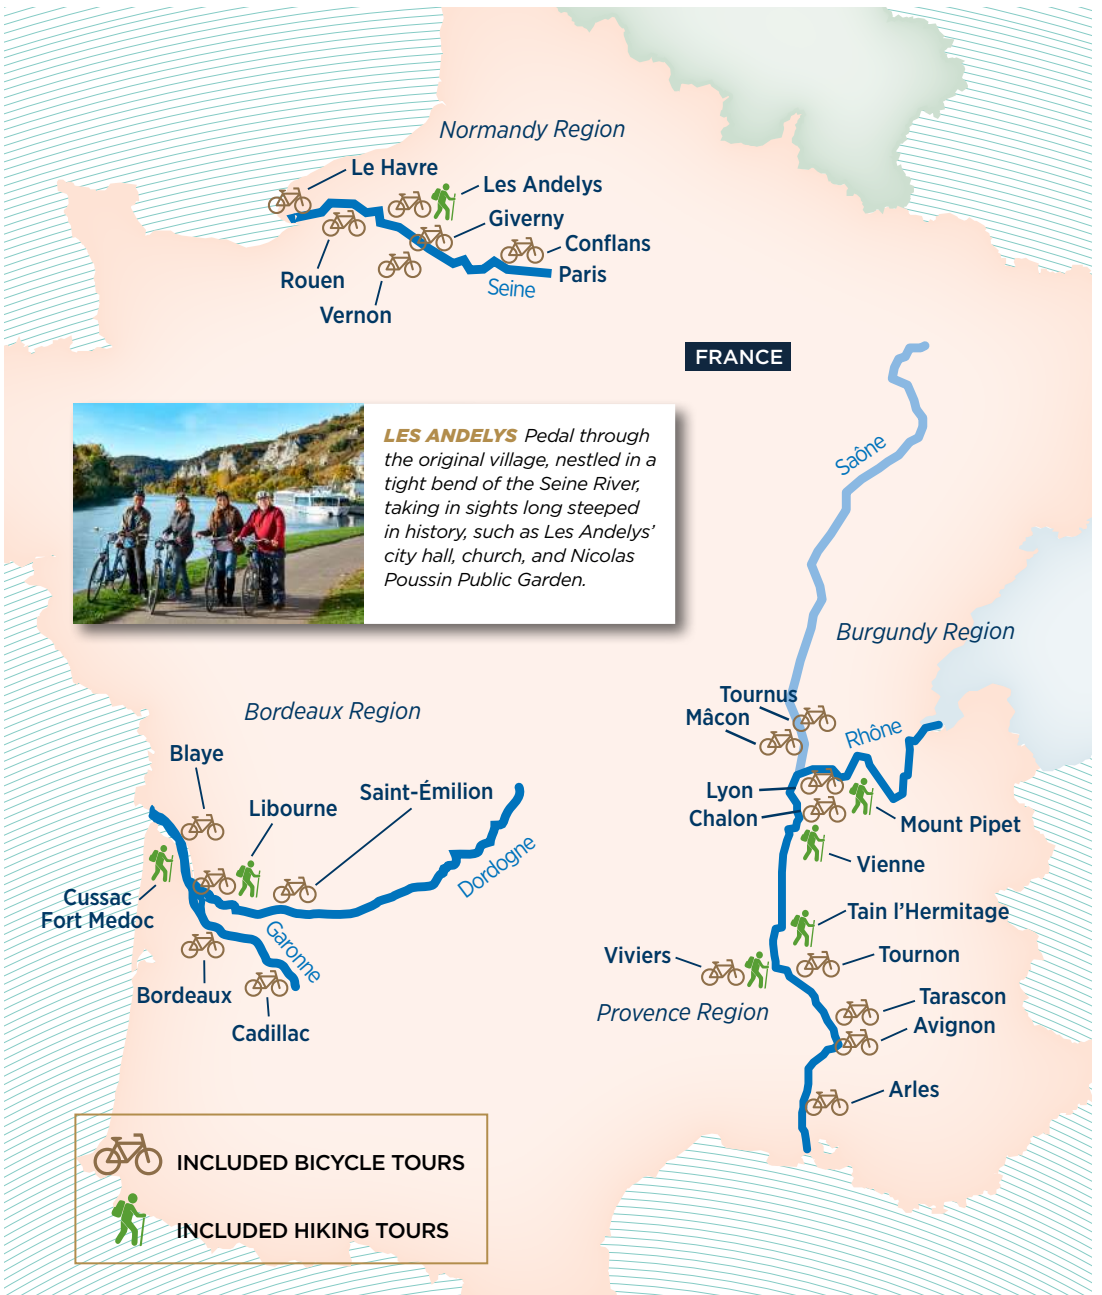 Normandy Region
Le Havre
Les Andelys
Giverny
Conflans
Paris
Rouen
Seine
Vernon
FRANCE
LES ANDELYS Pedal through
the original village, nestled in a
tight bend of the Seine River,
taking in sights long steeped
in history, such as Les Andelys’
city hall, church, and Nicolas
Poussin Public Garden.
Saône
Burgundy Region
Tournus
Mâcon
Rhône
Lyon
Chalon
Mount Pipet
Vienne
Tain l’Hermitage
Viviers
Tournon
Provence Region
Tarascon
Avignon
Arles
Bordeaux Region
Blaye
Saint-Émilion
Libourne
Dordogne
Cussac
Fort Medoc
Garonne
Bordeaux
Cadillac
INCLUDED BICYCLE TOURS
INCLUDED HIKING TOURS